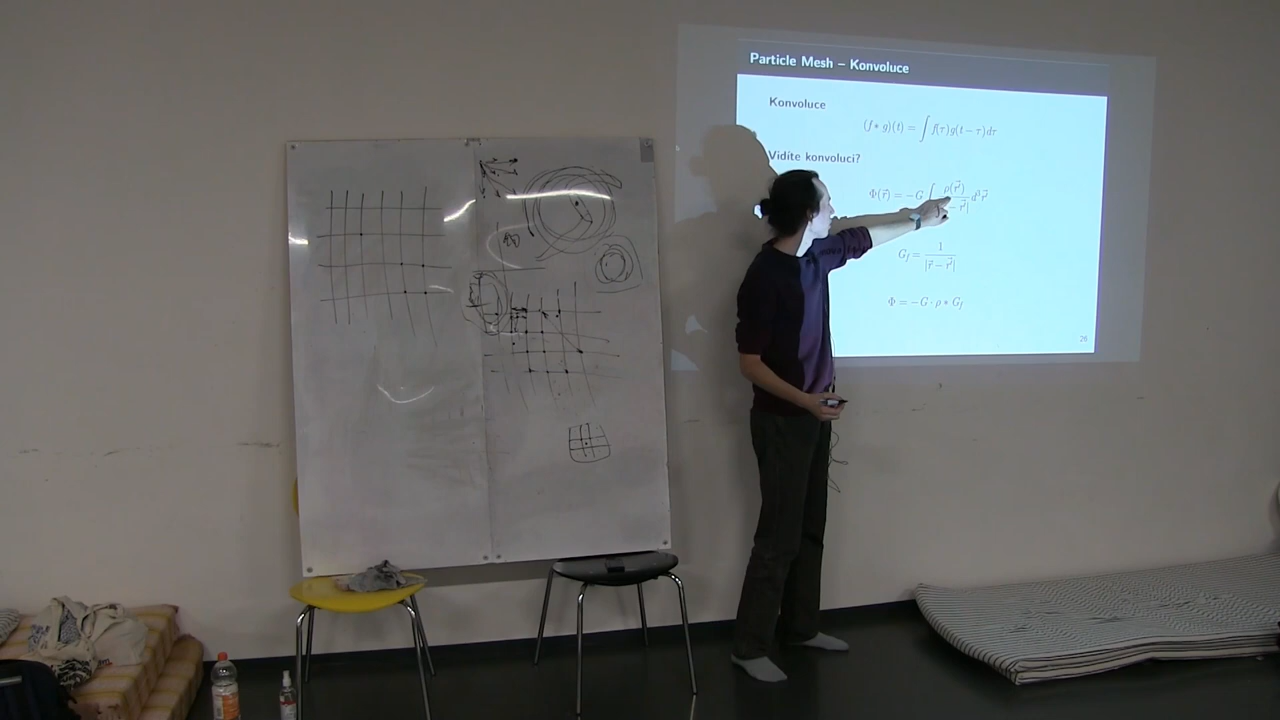 Particle Mesh – Konvoluce
Konvoluce
(f * g)(t) = ∫ f(τ)g(t − τ)dτ
Vidíte konvoluci?
Φ(r⃗) = −G ∫ ρ(r⃗') − r⃗'| d³r⃗'
G_f = 1 / |r⃗ − r⃗'|
Φ = −G · ρ * G_f
26